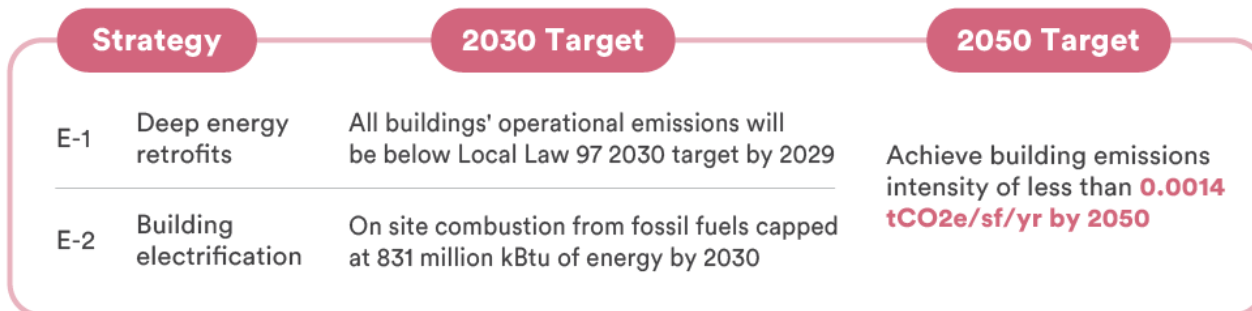 Strategy
2030 Target
2050 Target
E-1
Deep energy
retrofits
All buildings' operational emissions will
be below Local Law 97 2030 target by 2029
E-2
Building
electrification
On site combustion from fossil fuels capped
at 831 million kBtu of energy by 2030
Achieve building emissions
intensity of less than 0.0014
tCO2e/sf/yr by 2050